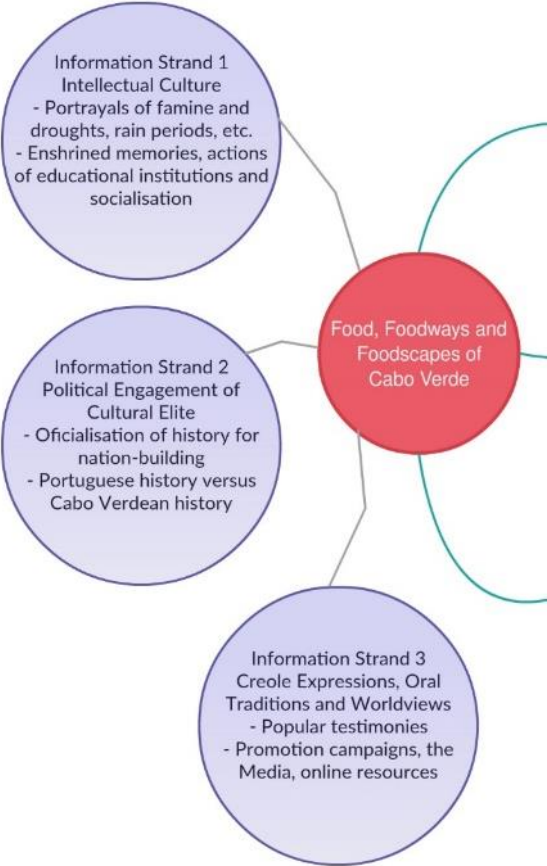 Information Strand 1
Intellectual Culture
- Portrayals of famine and
droughts, rain periods, etc.
- Enshrined memories, actions
of educational institutions and
socialisation
Food, Foodways and
Foodscapes of
Cabo Verde
Information Strand 2
Political Engagement of
Cultural Elite
- Oficialisation of history for
nation-building
- Portuguese history versus
Cabo Verdean history
Information Strand 3
Creole Expressions, Oral
Traditions and Worldviews
- Popular testimonies
- Promotion campaigns, the
Media, online resources